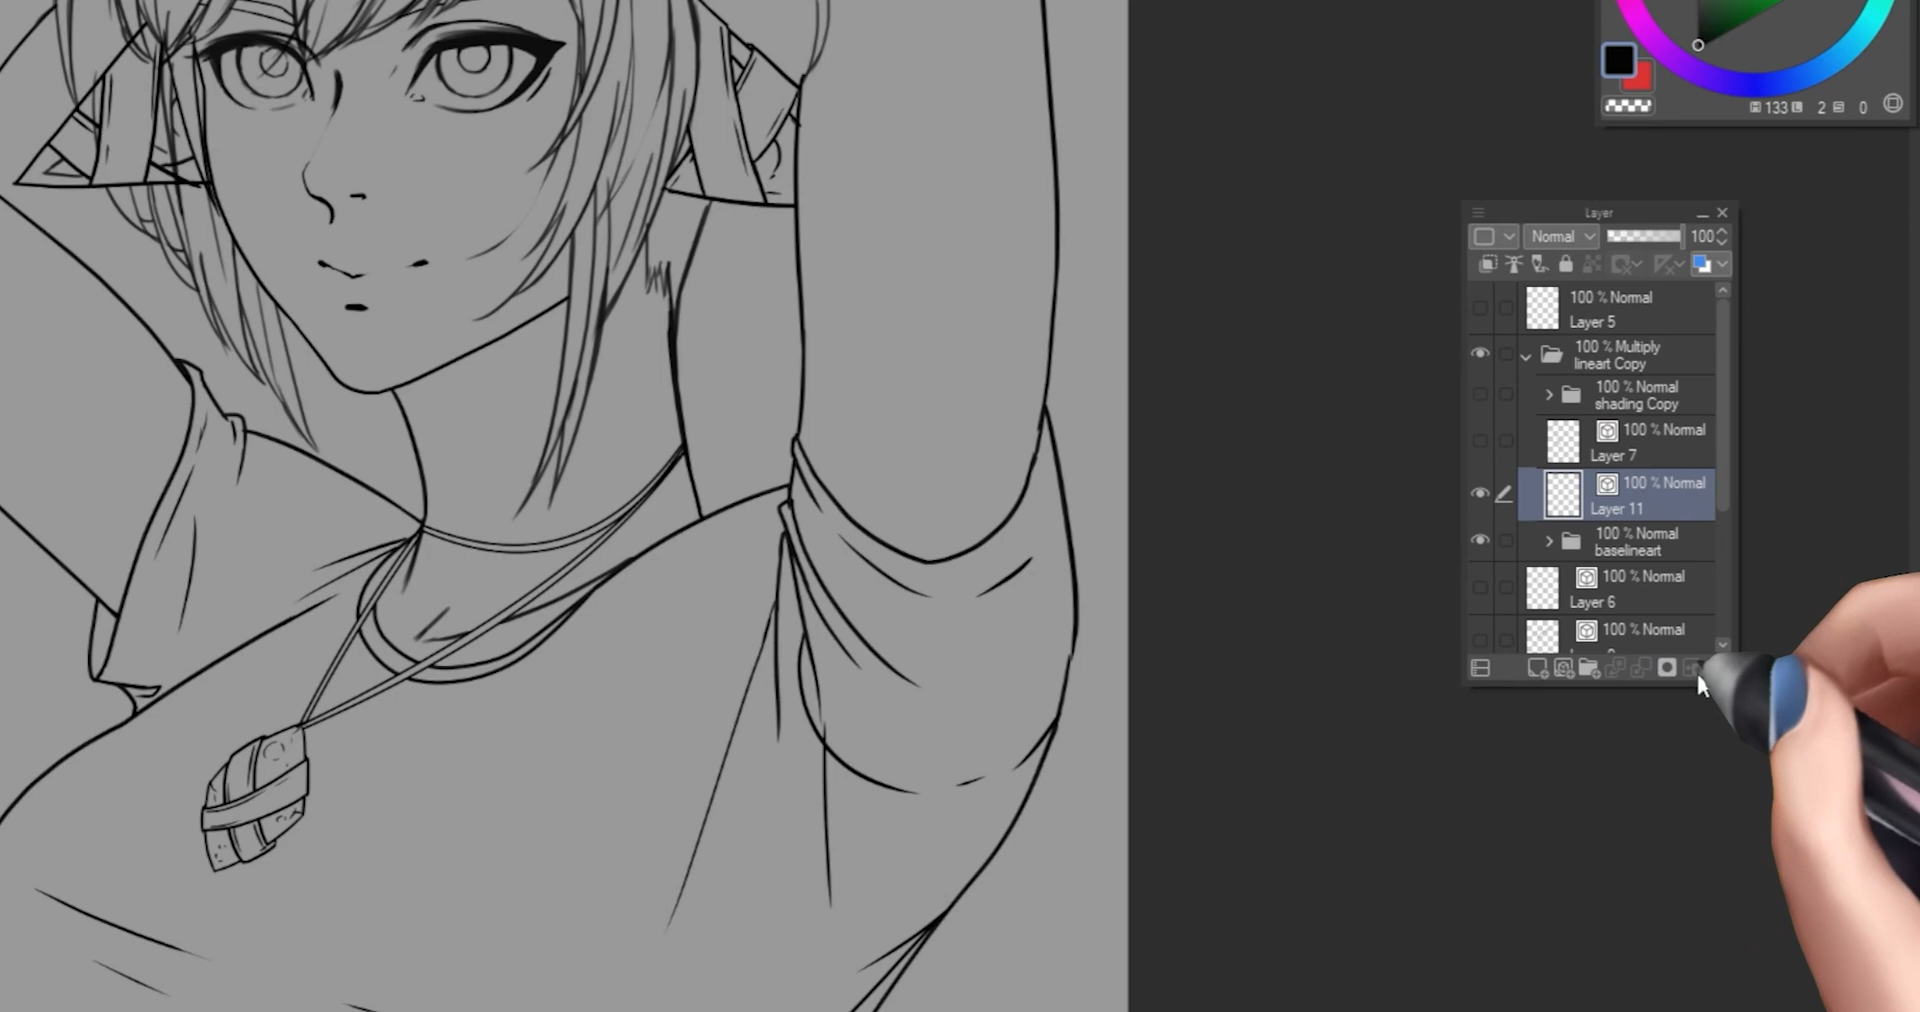 H 133 L 2 S 0
Layer
Normal 100
100 % Normal
Layer 5
100 % Multiply
lineart Copy
100 % Normal
shading Copy
100 % Normal
Layer 7
100 % Normal
Layer 11
100 % Normal
baselineart
100 % Normal
Layer 6
100 % Normal